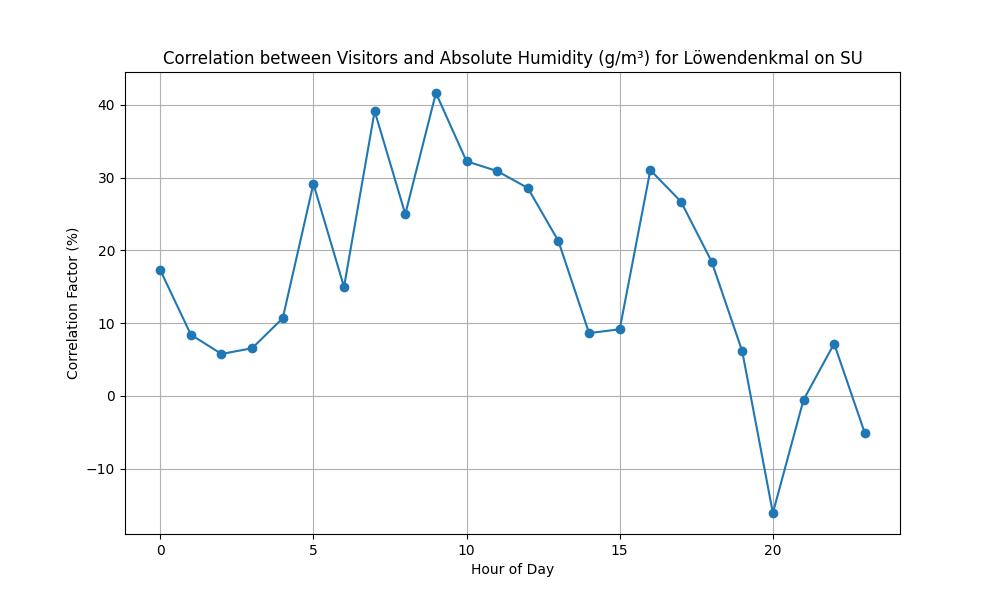 Correlation between Visitors and Absolute Humidity (g/m³) for Löwendenkmal on SU
Correlation Factor (%)
40
30
20
10
0
−10
0 5 10 15 20
Hour of Day